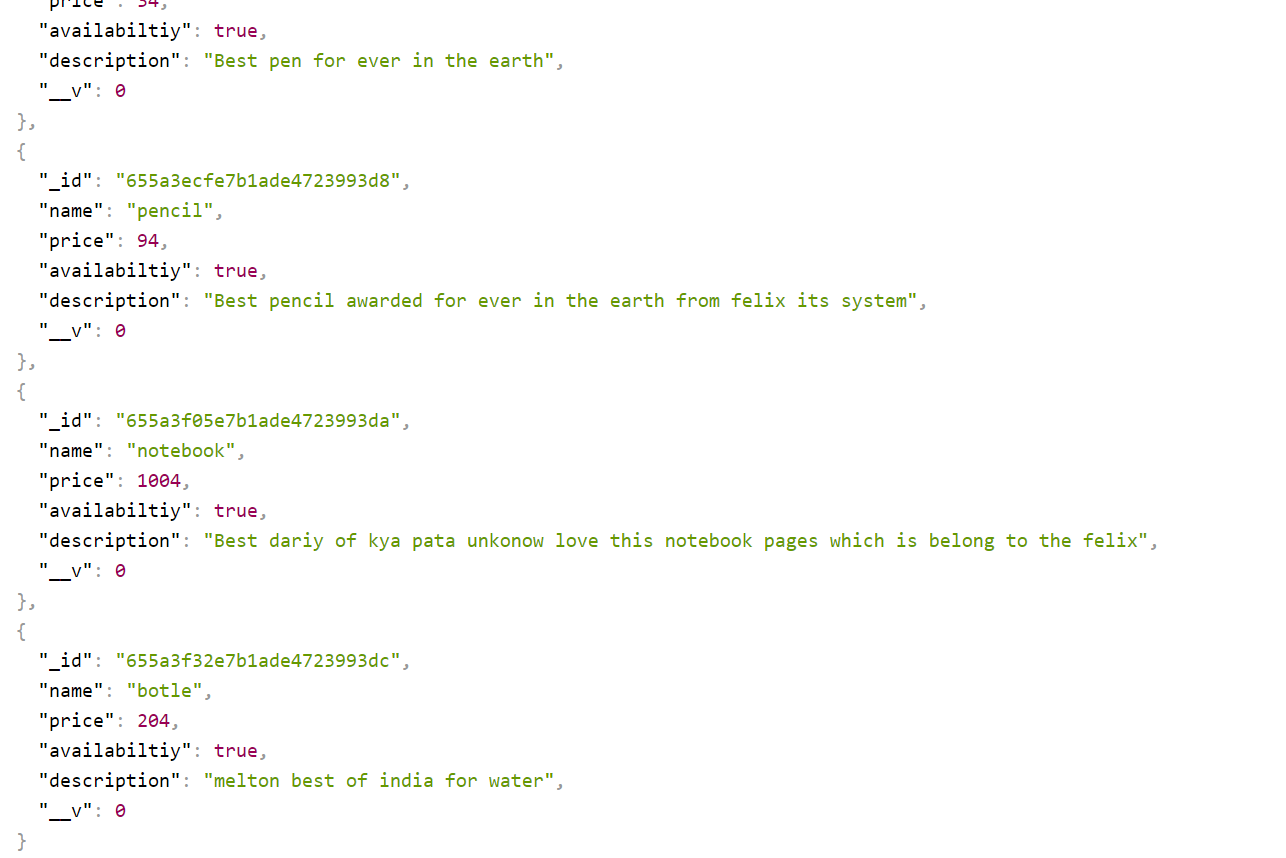 "price": 34,
"availabiltiy": true,
"description": "Best pen for ever in the earth",
"__v": 0
},
{
"_id": "655a3ecfe7b1ade4723993d8",
"name": "pencil",
"price": 94,
"availabiltiy": true,
"description": "Best pencil awarded for ever in the earth from felix its system",
"__v": 0
},
{
"_id": "655a3f05e7b1ade4723993da",
"name": "notebook",
"price": 1004,
"availabiltiy": true,
"description": "Best dariy of kya pata unkonow love this notebook pages which is belong to the felix",
"__v": 0
},
{
"_id": "655a3f32e7b1ade4723993dc",
"name": "botle",
"price": 204,
"availabiltiy": true,
"description": "melton best of india for water",
"__v": 0
}